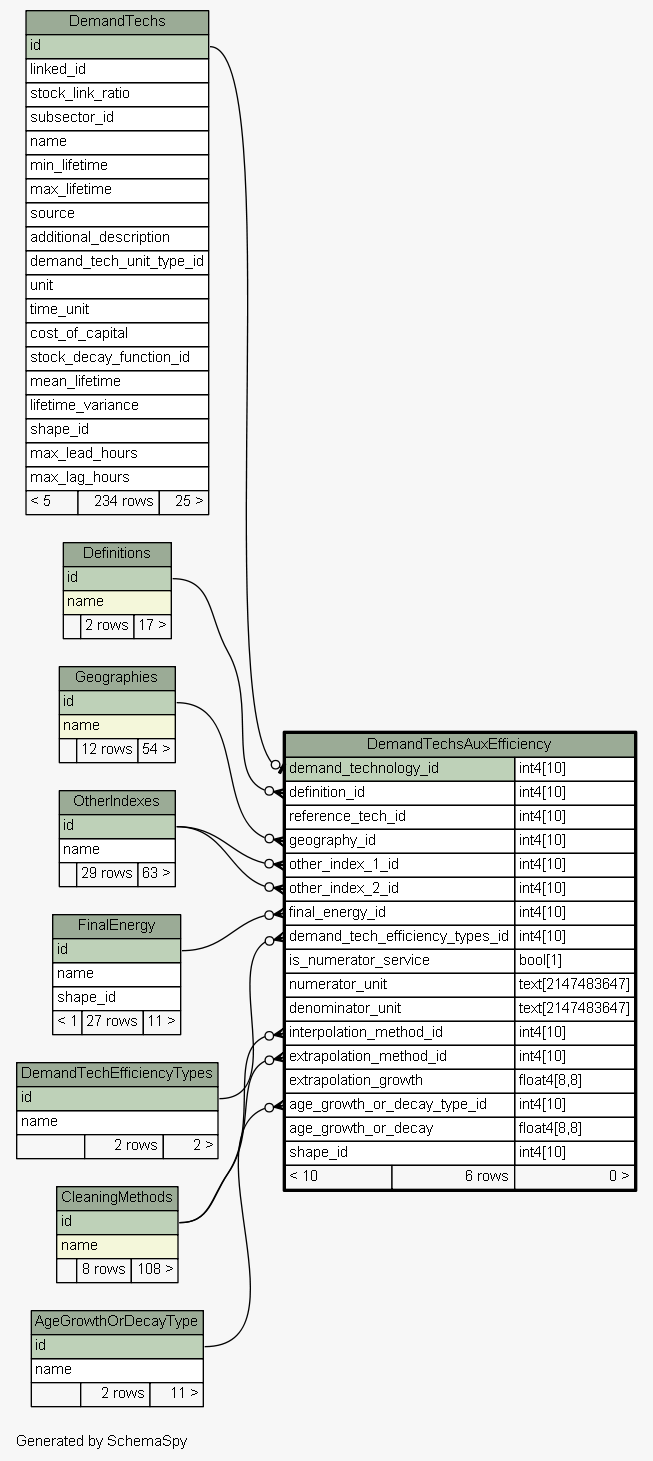 DemandTechs
id
linked_id
stock_link_ratio
subsector_id
name
min_lifetime
max_lifetime
source
additional_description
demand_tech_unit_type_id
unit
time_unit
cost_of_capital
stock_decay_function_id
mean_lifetime
lifetime_variance
shape_id
max_lead_hours
max_lag_hours
< 5 234 rows 25 >
Definitions
id
name
2 rows 17 >
Geographies
id
name
12 rows 54 >
OtherIndexes
id
name
29 rows 63 >
FinalEnergy
id
name
shape_id
< 1 27 rows 11 >
DemandTechEfficiencyTypes
id
name
2 rows 2 >
CleaningMethods
id
name
8 rows 108 >
AgeGrowthOrDecayType
id
name
2 rows 11 >
DemandTechsAuxEfficiency
demand_technology_id int4[10]
definition_id int4[10]
reference_tech_id int4[10]
geography_id int4[10]
other_index_1_id int4[10]
other_index_2_id int4[10]
final_energy_id int4[10]
demand_tech_efficiency_types_id int4[10]
is_numerator_service bool[1]
numerator_unit text[2147483647]
denominator_unit text[2147483647]
interpolation_method_id int4[10]
extrapolation_method_id int4[10]
extrapolation_growth float4[8,8]
age_growth_or_decay_type_id int4[10]
age_growth_or_decay float4[8,8]
shape_id int4[10]
< 10 6 rows 0 >
Generated by SchemaSpy